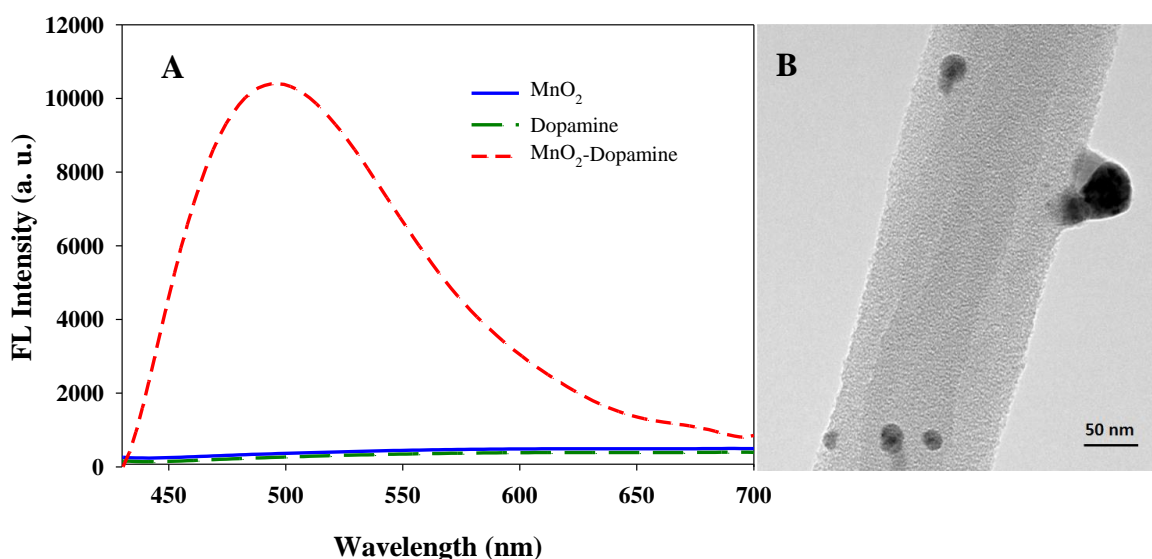 A
B
12000
10000
8000
6000
4000
2000
0
FL Intensity (a. u.)
MnO₂
Dopamine
MnO₂-Dopamine
450 500 550 600 650 700
Wavelength (nm)
50 nm